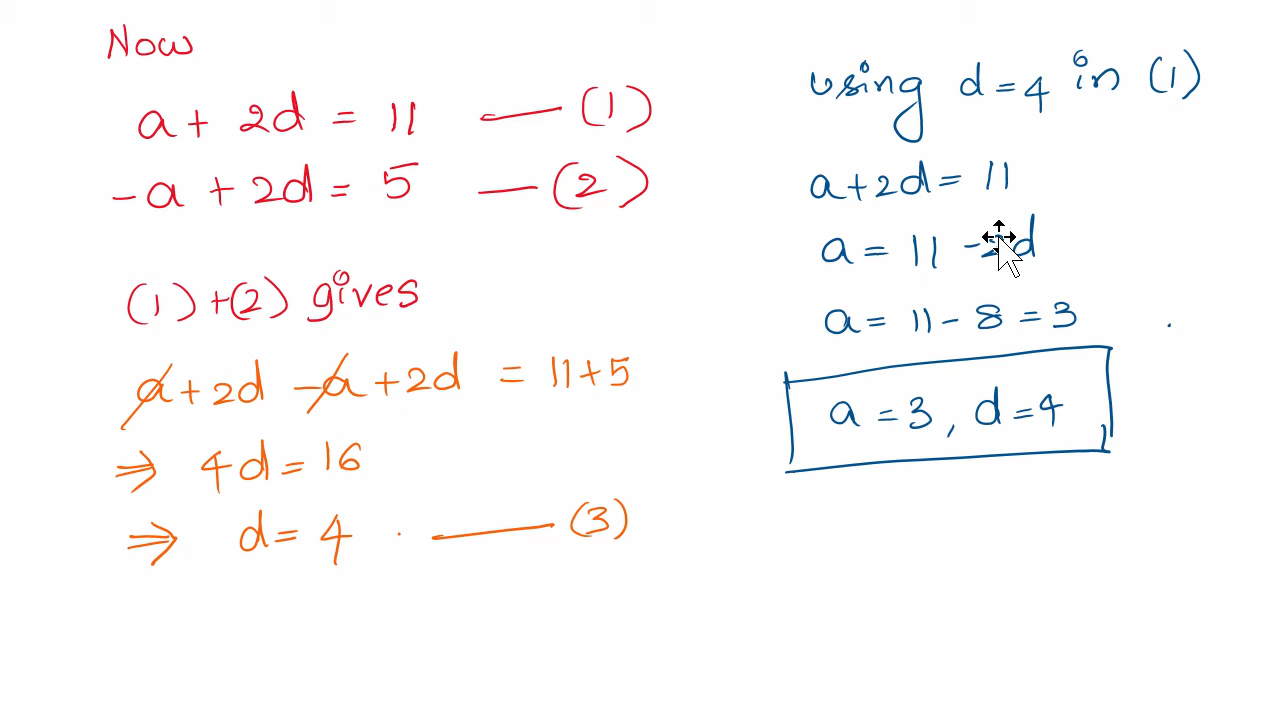 Now
a + 2d = 11 —— (1)
-a + 2d = 5 — (2)
(1) + (2) gives
a + 2d - a + 2d = 11 + 5
⇒ 4d = 16
⇒ d = 4 . —— (3)
using d = 4 in (1)
a + 2d = 11
a = 11 - 2d
a = 11 - 8 = 3 .
a = 3 , d = 4